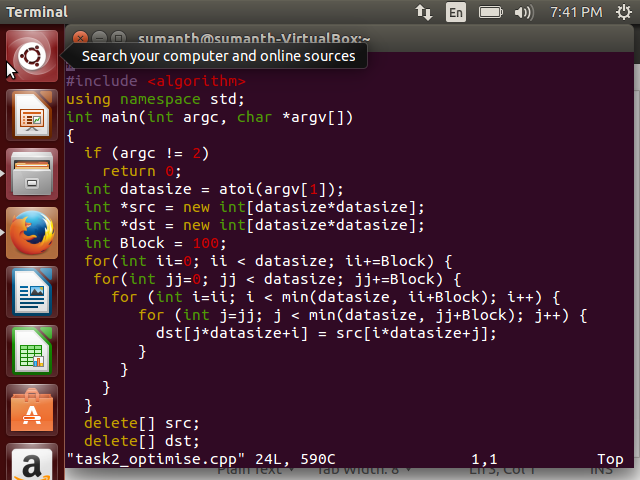 Terminal
En
7:41 PM
sumanth@sumanth-VirtualBox:~
Search your computer and online sources
#include <algorithm>
using namespace std;
int main(int argc, char *argv[])
{
if (argc != 2)
return 0;
int datasize = atoi(argv[1]);
int *src = new int[datasize*datasize];
int *dst = new int[datasize*datasize];
int Block = 100;
for(int ii=0; ii < datasize; ii+=Block) {
for(int jj=0; jj < datasize; jj+=Block) {
for (int i=ii; i < min(datasize, ii+Block); i++) {
for (int j=jj; j < min(datasize, jj+Block); j++) {
dst[j*datasize+i] = src[i*datasize+j];
}
}
}
}
delete[] src;
delete[] dst;
"task2_optimise.cpp" 24L, 590C 1,1 Top
Plain Text Tab Width: 8 Ln 5, Col 1 INS